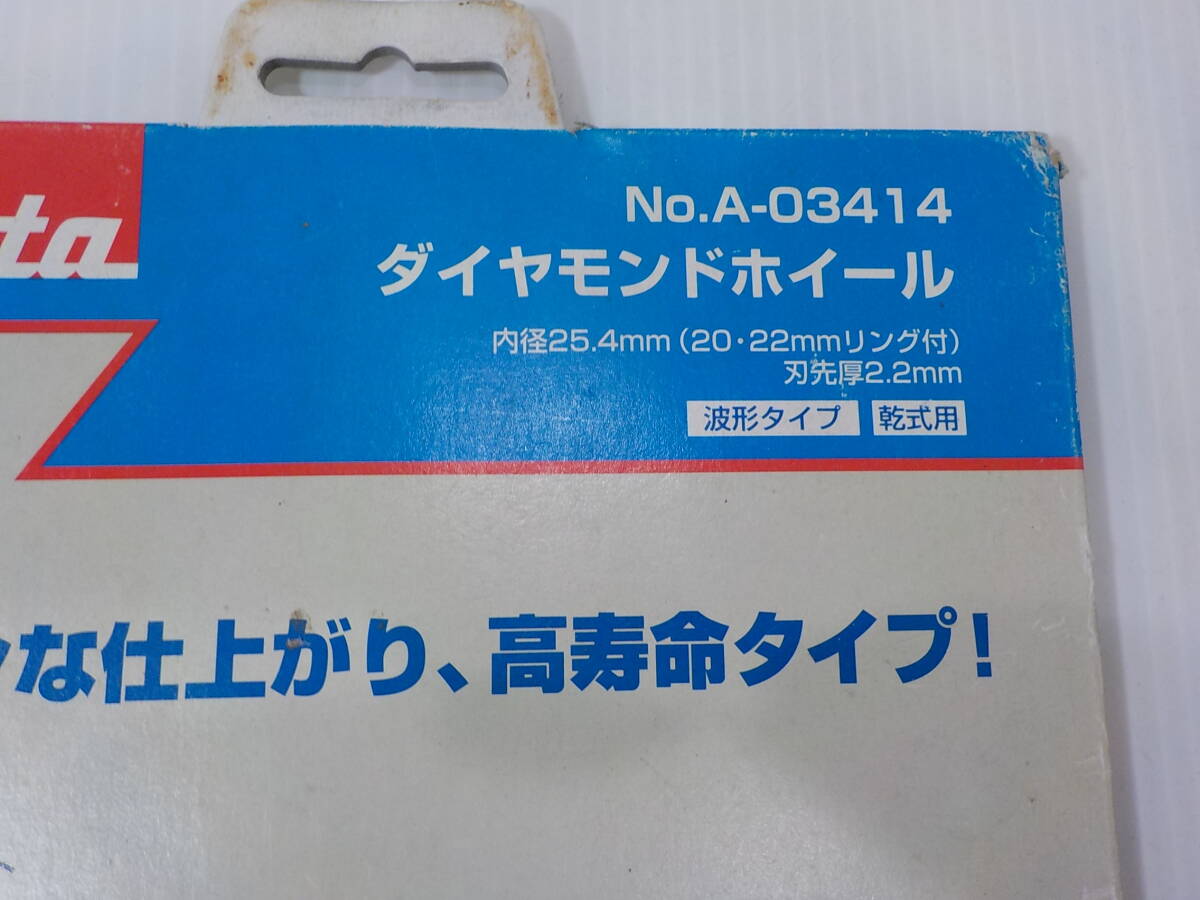 ta
No.A-03414
ダイヤモンドホイール
内径25.4mm（20・22mmリング付）
刃先厚2.2mm
波形タイプ 乾式用
な仕上がり、高寿命タイプ！